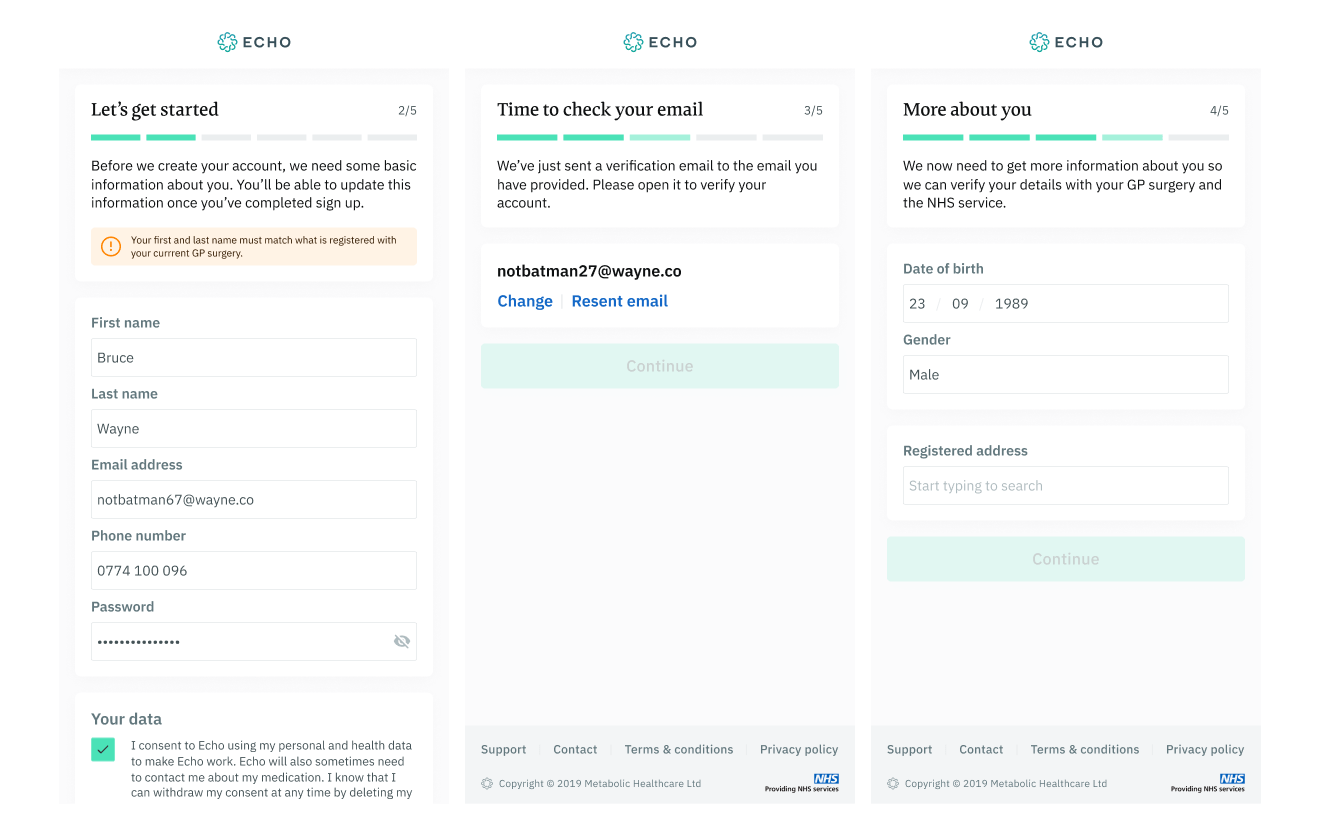 ECHO
Let's get started
2/5
Before we create your account, we need some basic
information about you. You'll be able to update this
information once you've completed sign up.
Your first and last name must match what is registered with
your currrent GP surgery.
First name
Bruce
Last name
Wayne
Email address
notbatman67@wayne.co
Phone number
0774 100 096
Password
•••••••••••••••
Your data
I consent to Echo using my personal and health data
to make Echo work. Echo will also sometimes need
to contact me about my medication. I know that I
can withdraw my consent at any time by deleting my
ECHO
Time to check your email
3/5
We've just sent a verification email to the email you
have provided. Please open it to verify your
account.
notbatman27@wayne.co
Change | Resent email
Continue
Support
Contact
Terms & conditions
Privacy policy
Copyright © 2019 Metabolic Healthcare Ltd
NHS
Providing NHS services
ECHO
More about you
4/5
We now need to get more information about you so
we can verify your details with your GP surgery and
the NHS service.
Date of birth
23 / 09 / 1989
Gender
Male
Registered address
Start typing to search
Continue
Support
Contact
Terms & conditions
Privacy policy
Copyright © 2019 Metabolic Healthcare Ltd
NHS
Providing NHS services